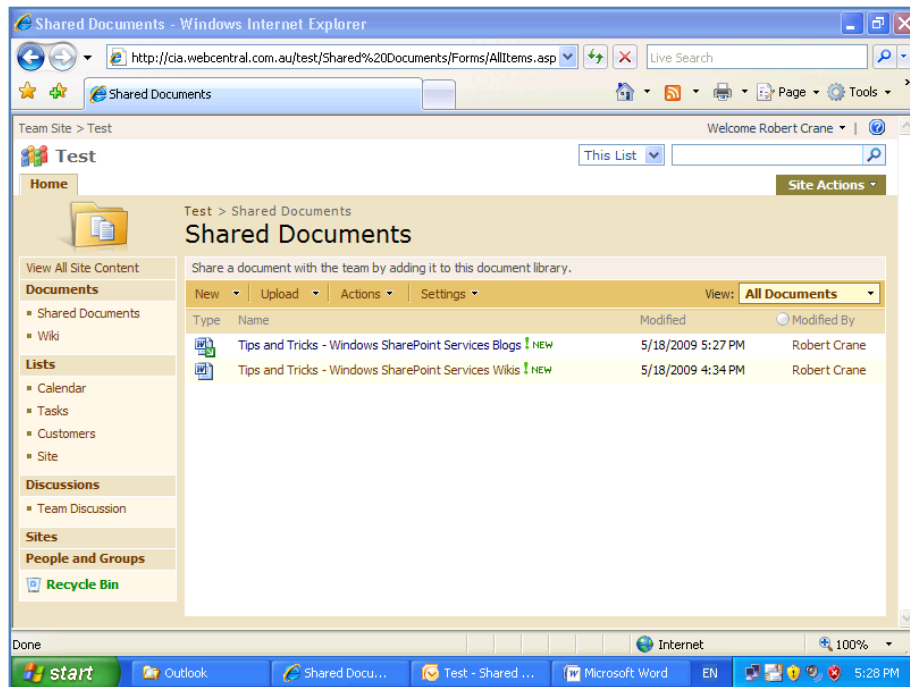 Shared Documents - Windows Internet Explorer
http://cia.webcentral.com.au/test/Shared%20Documents/Forms/AllItems.asp
Live Search
Shared Documents
Page
Tools
Team Site > Test
Welcome Robert Crane
Test
This List
Home
Site Actions
Test > Shared Documents
Shared Documents
View All Site Content
Share a document with the team by adding it to this document library.
Documents
New
Upload
Actions
Settings
View: All Documents
Shared Documents
Type
Name
Modified
Modified By
Wiki
Tips and Tricks - Windows SharePoint Services Blogs ! NEW
5/18/2009 5:27 PM
Robert Crane
Lists
Tips and Tricks - Windows SharePoint Services Wikis ! NEW
5/18/2009 4:34 PM
Robert Crane
Calendar
Tasks
Customers
Site
Discussions
Team Discussion
Sites
People and Groups
Recycle Bin
Done
Internet
100%
start
Outlook
Shared Docu...
Test - Shared ...
Microsoft Word
EN
5:28 PM